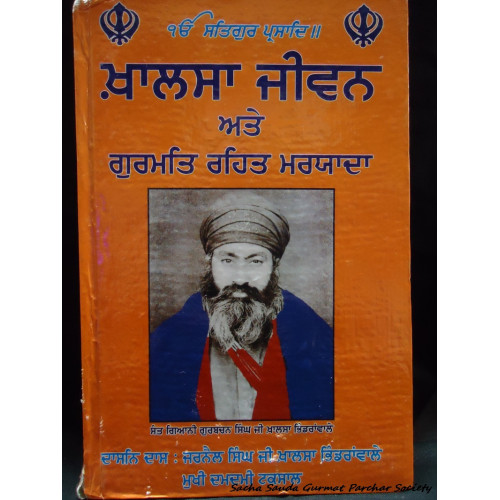 ੴ ਸਤਿਗੁਰ ਪ੍ਰਸਾਦਿ॥
ਖ਼ਾਲਸਾ ਜੀਵਨ
ਅਤੇ
ਗੁਰਮਤਿ ਰਹਿਤ ਮਰਯਾਦਾ
ਸੰਤ ਗਿਆਨੀ ਗੁਰਬਚਨ ਸਿੰਘ ਜੀ ਖਾਲਸਾ ਭਿੰਡਰਾਂਵਾਲੇ
ਦਾਸਨਿ ਦਾਸ : ਜਰਨੈਲ ਸਿੰਘ ਜੀ ਖਾਲਸਾ ਭਿੰਡਰਾਂਵਾਲੇ
ਮੁਖੀ ਦਮਦਮੀ ਟਕਸਾਲ
Sacha Sauda Gurmat Parchar Society